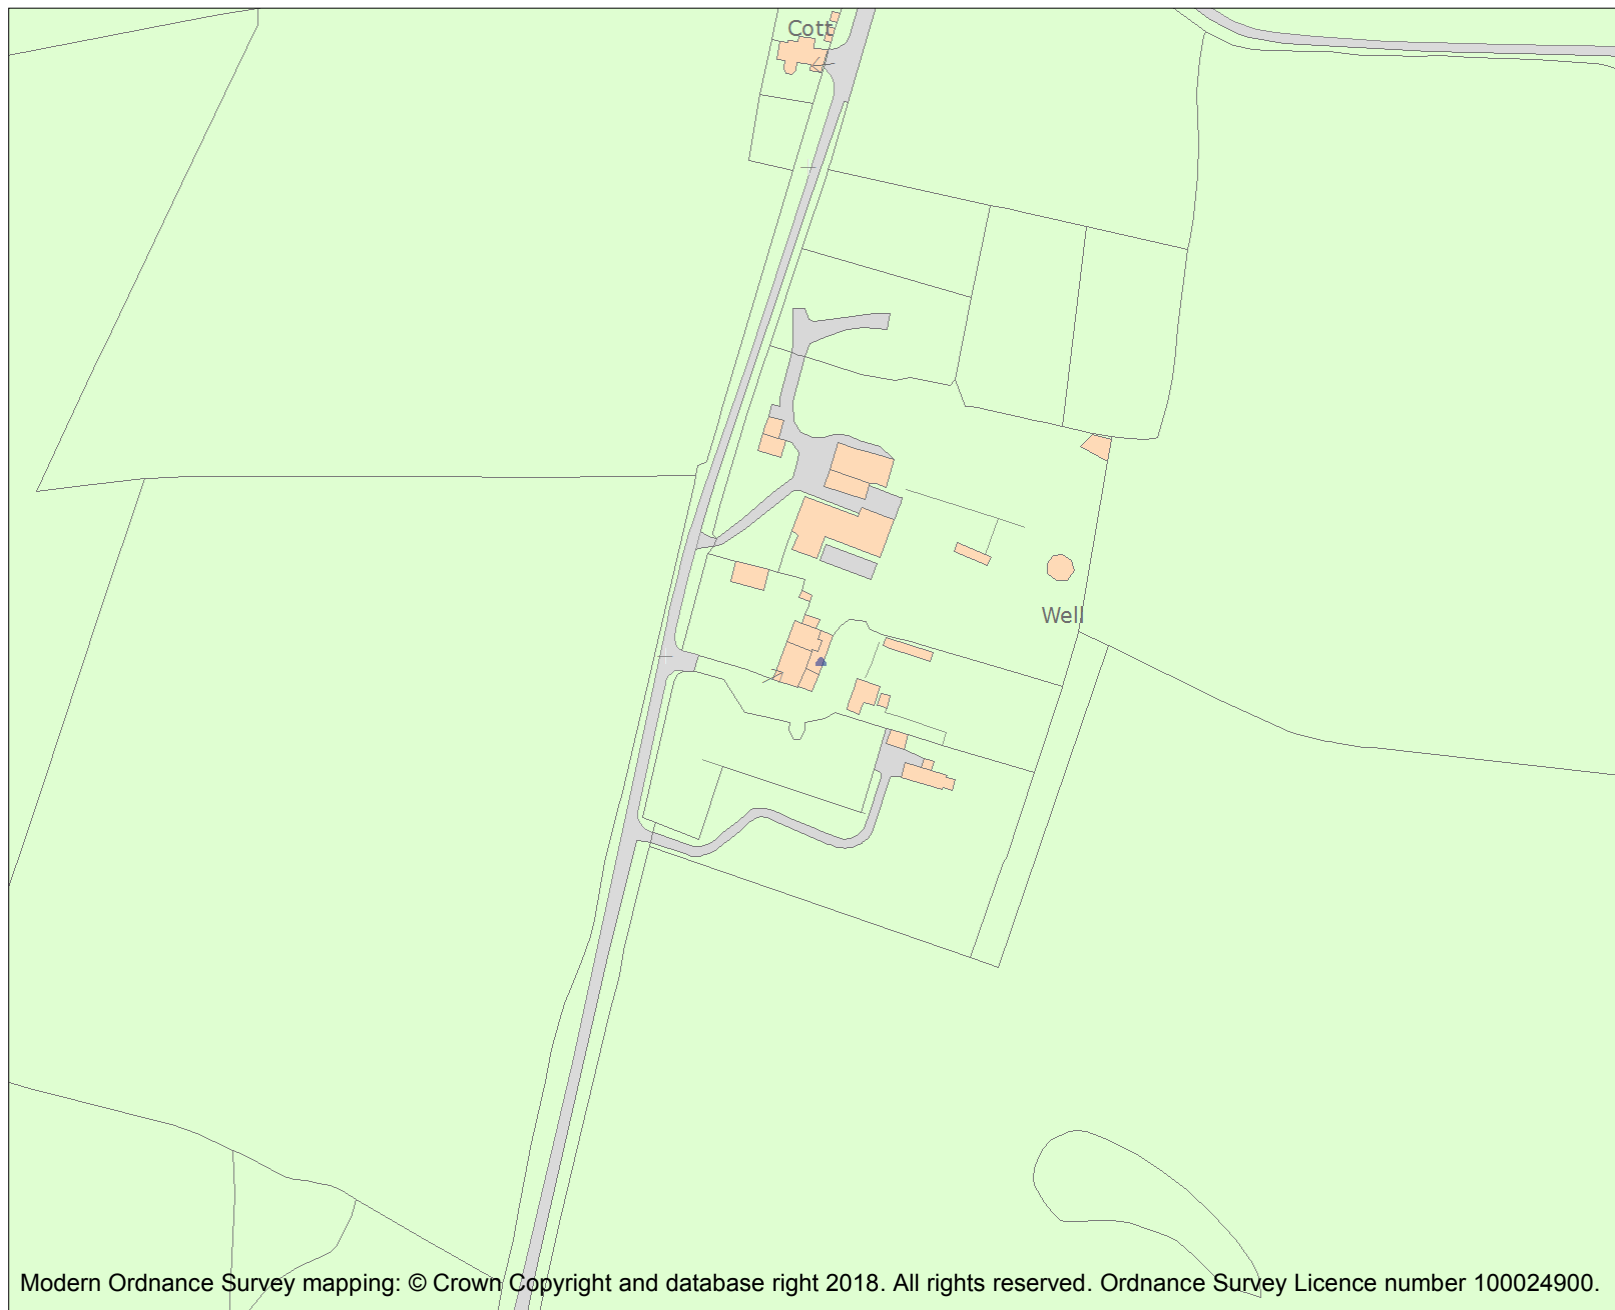 Cott
Well
Modern Ordnance Survey mapping: © Crown Copyright and database right 2018. All rights reserved. Ordnance Survey Licence number 100024900.